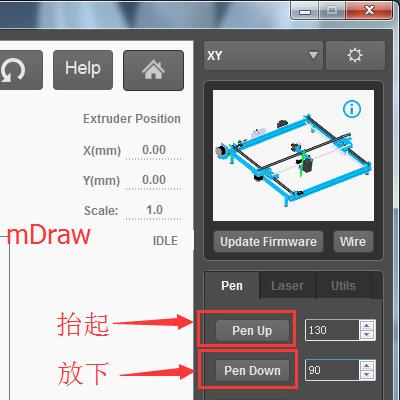 XY
Help
Extruder Position
X(mm) 0.00
Y(mm) 0.00
Scale: 1.0
mDraw
IDLE
Update Firmware
Wire
Pen
Laser
Utils
抬起
Pen Up
130
放下
Pen Down
90